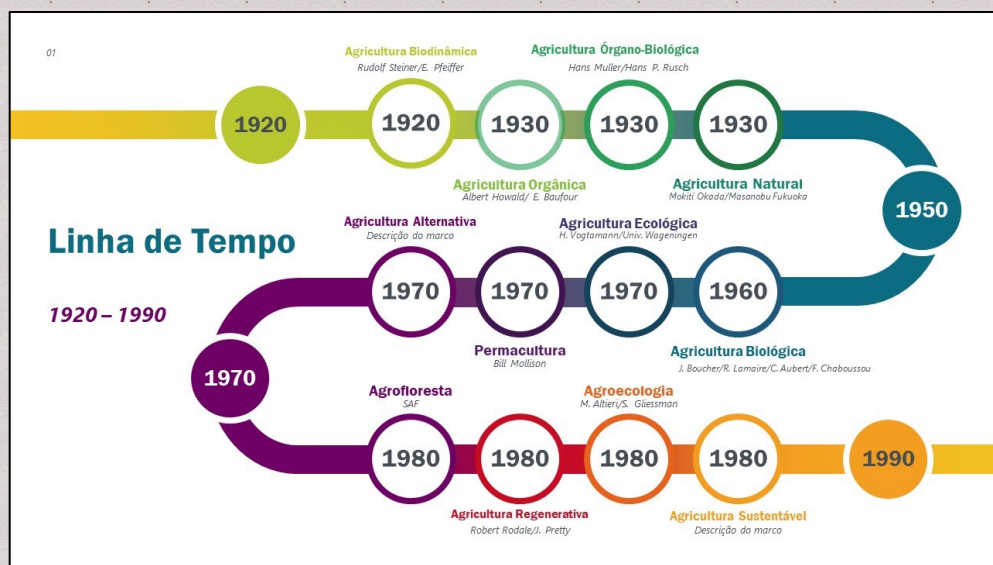 01
Agricultura Biodinâmica
Rudolf Steiner/E. Pfeiffer
Agricultura Órgano-Biológica
Hans Muller/Hans P. Rusch
1920
1920
1930
1930
1930
Agricultura Orgânica
Albert Howald/ E. Baufour
Agricultura Natural
Mokiti Okada/Masanobu Fukuoka
1950
Linha de Tempo
1920 – 1990
Agricultura Alternativa
Descrição do marco
Agricultura Ecológica
H. Vogtamann/Univ. Wageningen
1970
1970
1970
1960
Permacultura
Bill Mollison
Agricultura Biológica
J. Boucher/R. Lamaire/C. Aubert/F. Chaboussou
1970
Agrofloresta
SAF
Agroecologia
M. Altieri/S. Gliessman
1980
1980
1980
1980
1990
Agricultura Regenerativa
Robert Rodale/J. Pretty
Agricultura Sustentável
Descrição do marco